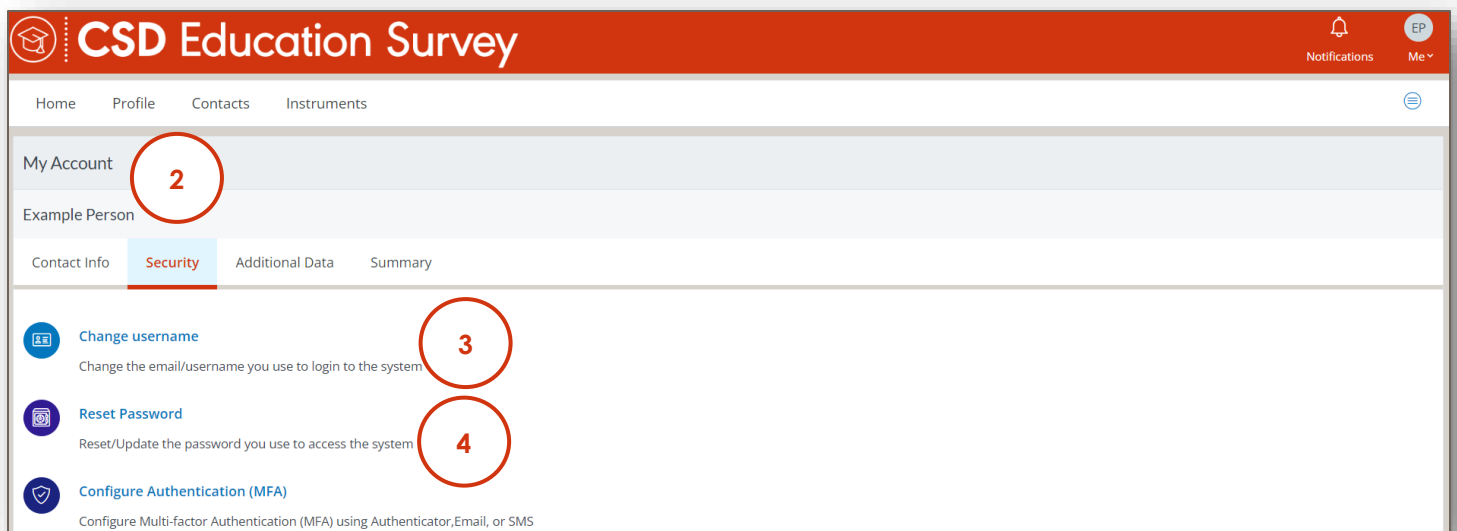 CSD Education Survey
Notifications
EP
Me
Home Profile Contacts Instruments
My Account
2
Example Person
Contact Info Security Additional Data Summary
Change username
Change the email/username you use to login to the system
3
Reset Password
Reset/Update the password you use to access the system
4
Configure Authentication (MFA)
Configure Multi-factor Authentication (MFA) using Authenticator,Email, or SMS